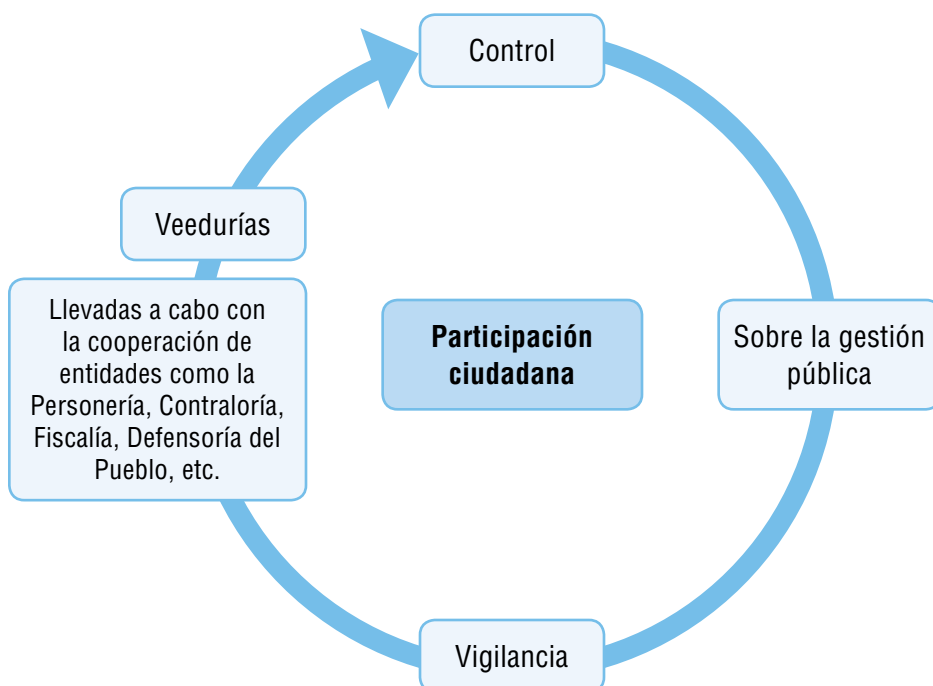 Control
Veedurías
Llevadas a cabo con
la cooperación de
entidades como la
Personería, Contraloría,
Fiscalía, Defensoría del
Pueblo, etc.
Participación
ciudadana
Sobre la gestión
pública
Vigilancia